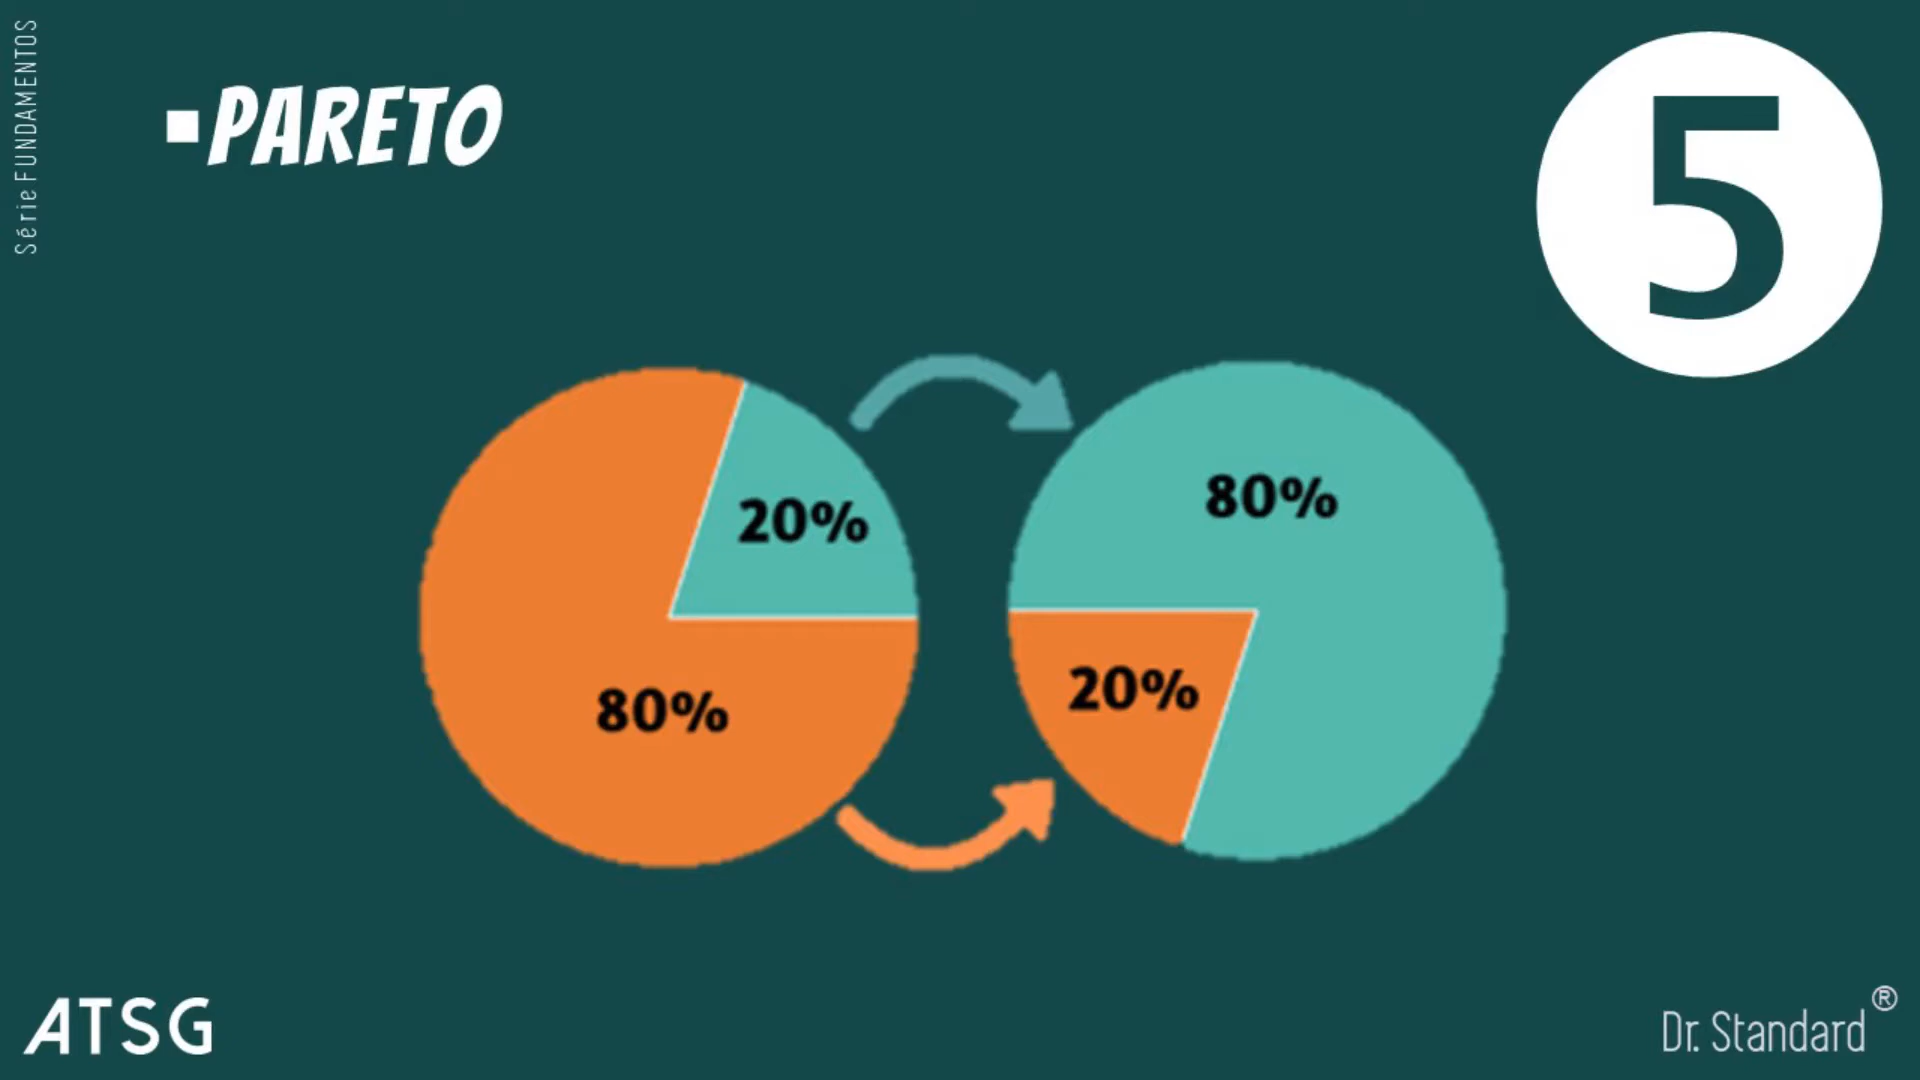 Série FUNDAMENTOS
▪PARETO
5
20%
80%
80%
20%
ATSG
Dr. Standard®